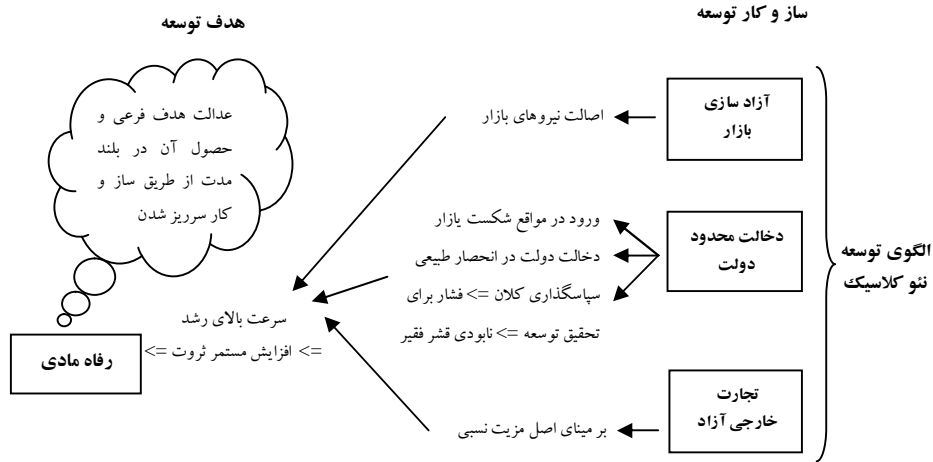 ساز و کار توسعه
هدف توسعه
الگوی توسعه
نئو کلاسیک
آزاد سازی
بازار
اصالت نیروهای بازار
دخالت محدود
دولت
ورود در مواقع شکست یازار
دخالت دولت در انحصار طبیعی
سپاسگذاری کلان => فشار برای
تحقیق توسعه => نابودی قشر فقیر
تجارت
خارجی آزاد
بر مبنای اصل مزیت نسبی
سرعت بالای رشد
=> افزایش مستمر ثروت =>
عدالت هدف فرعی و
حصول آن در بلند
مدت از طریق ساز و
کار سرریز شدن
رفاه مادی